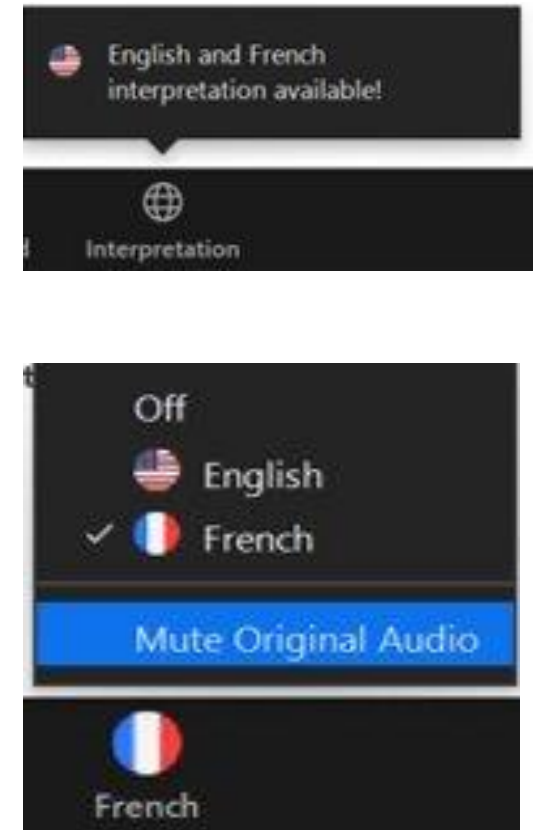 English and French
interpretation available!
Interpretation
Off
English
French
Mute Original Audio
French